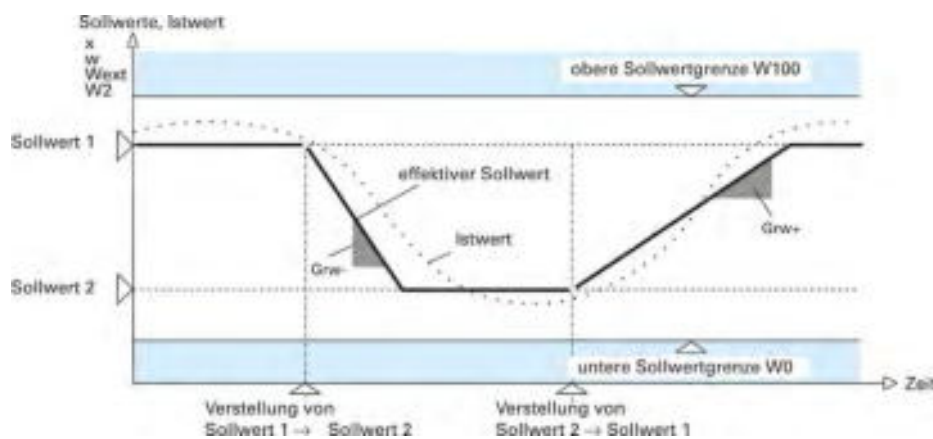 Sollwerte, Istwert
x
w
Wext
W2
obere Sollwertgrenze W100
Sollwert 1
effektiver Sollwert
Istwert
Grw-
Grw+
Sollwert 2
untere Sollwertgrenze W0
Zeit
Verstellung von
Sollwert 1 → Sollwert 2
Verstellung von
Sollwert 2 → Sollwert 1